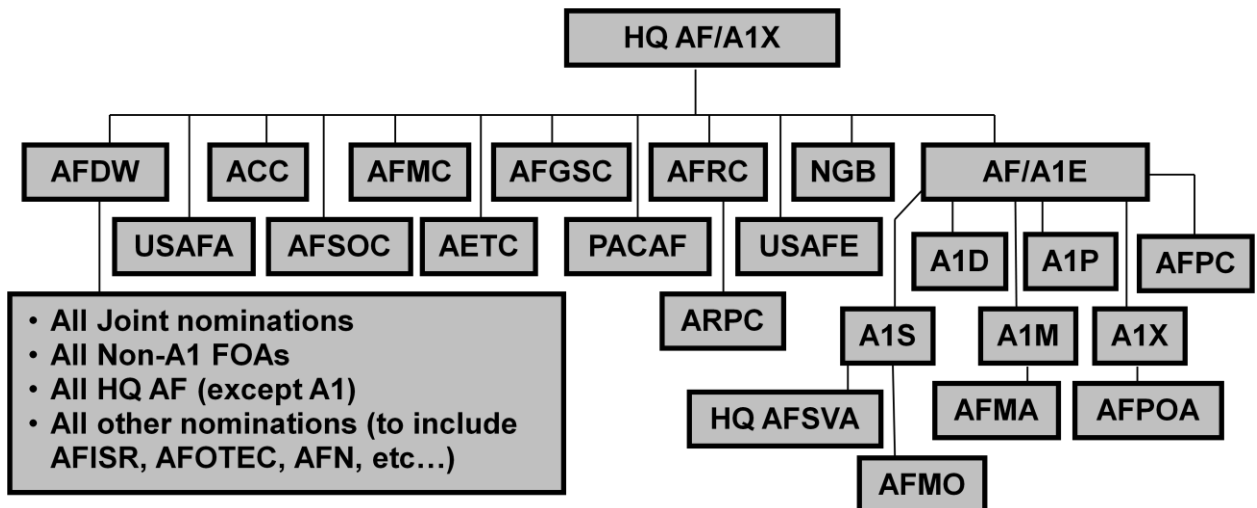 HQ AF/A1X
AFDW
ACC
AFMC
AFGSC
AFRC
NGB
AF/A1E
USAFA
AFSOC
AETC
PACAF
USAFE
A1D
A1P
AFPC
• All Joint nominations
• All Non-A1 FOAs
• All HQ AF (except A1)
• All other nominations (to include
AFISR, AFOTEC, AFN, etc…)
ARPC
A1S
A1M
A1X
HQ AFSVA
AFMA
AFPOA
AFMO